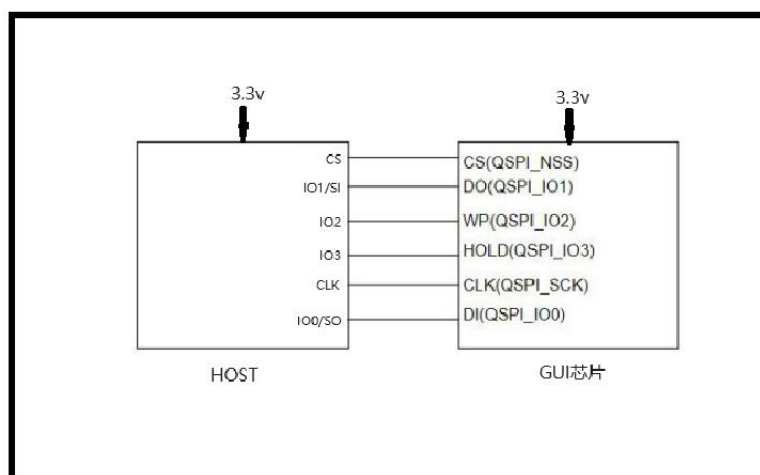 3.3v
3.3v
CS
CS(QSPI_NSS)
IO1/SI
DO(QSPI_IO1)
IO2
WP(QSPI_IO2)
IO3
HOLD(QSPI_IO3)
CLK
CLK(QSPI_SCK)
IO0/SO
DI(QSPI_IO0)
HOST
GUI芯片